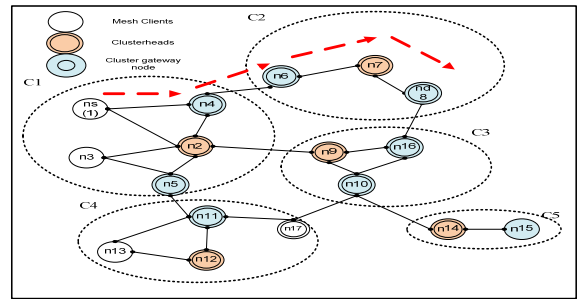 C2
Mesh Clients
Clusterheads
Cluster gateway
node
C1
n7
n6
nd
8
ns
(1)
n4
n2
n3
n9
n16
C3
n5
n10
C4
n11
n17
n13
n12
C5
n14
n15